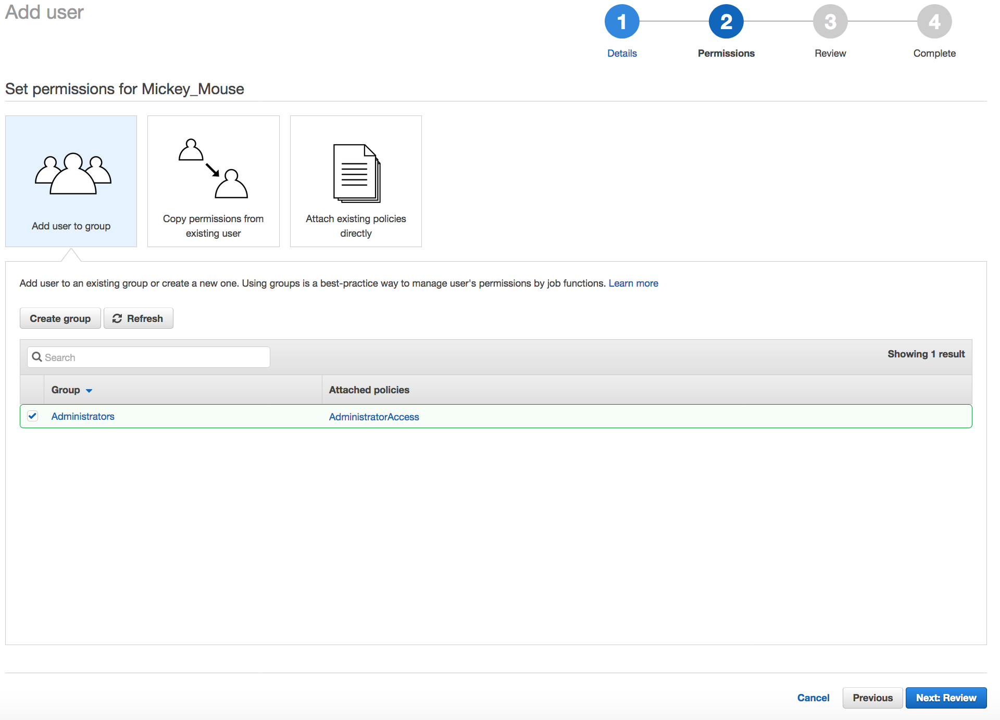 Add user
1
2
3
4
Details
Permissions
Review
Complete
Set permissions for Mickey_Mouse
Add user to group
Copy permissions from
existing user
Attach existing policies
directly
Add user to an existing group or create a new one. Using groups is a best-practice way to manage user's permissions by job functions. Learn more
Create group
Refresh
Search
Showing 1 result
Group
Attached policies
Administrators
AdministratorAccess
Cancel
Previous
Next: Review